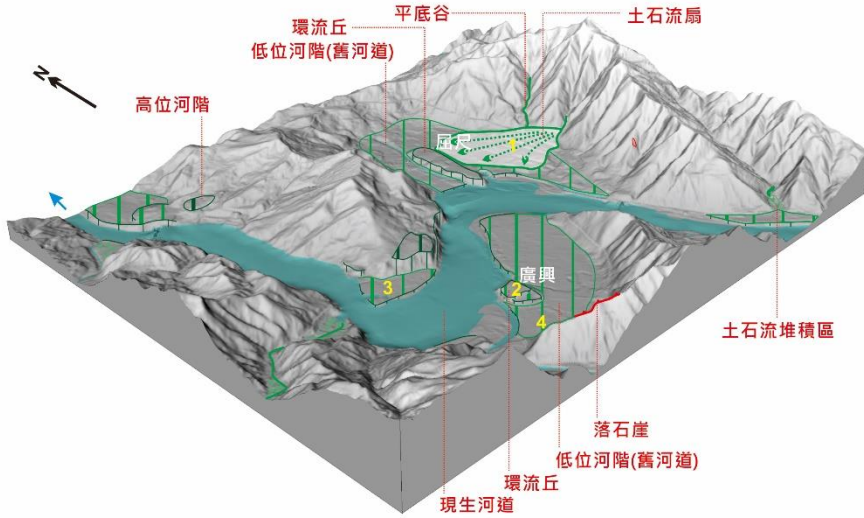 平底谷
土石流扇
環流丘
低位河階(舊河道)
N
高位河階
屈尺
1
廣興
2
3
4
土石流堆積區
落石崖
低位河階(舊河道)
環流丘
現生河道